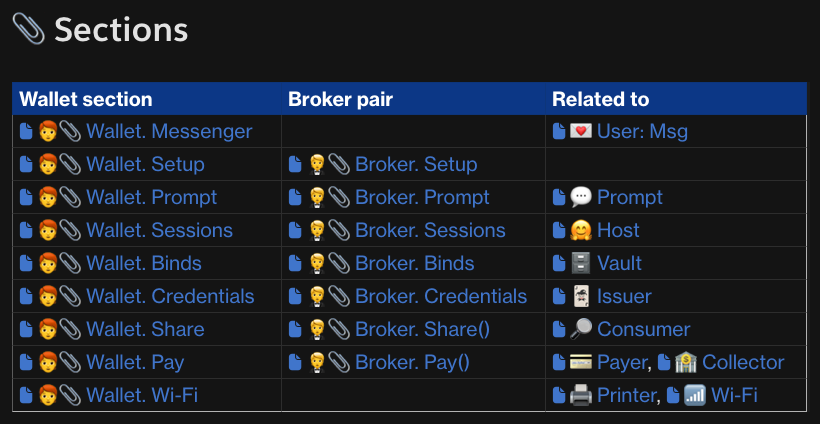 Sections
Wallet section Broker pair Related to
Wallet. Messenger User: Msg
Wallet. Setup Broker. Setup
Wallet. Prompt Broker. Prompt Prompt
Wallet. Sessions Broker. Sessions Host
Wallet. Binds Broker. Binds Vault
Wallet. Credentials Broker. Credentials Issuer
Wallet. Share Broker. Share() Consumer
Wallet. Pay Broker. Pay() Payer, Collector
Wallet. Wi-Fi Printer, Wi-Fi